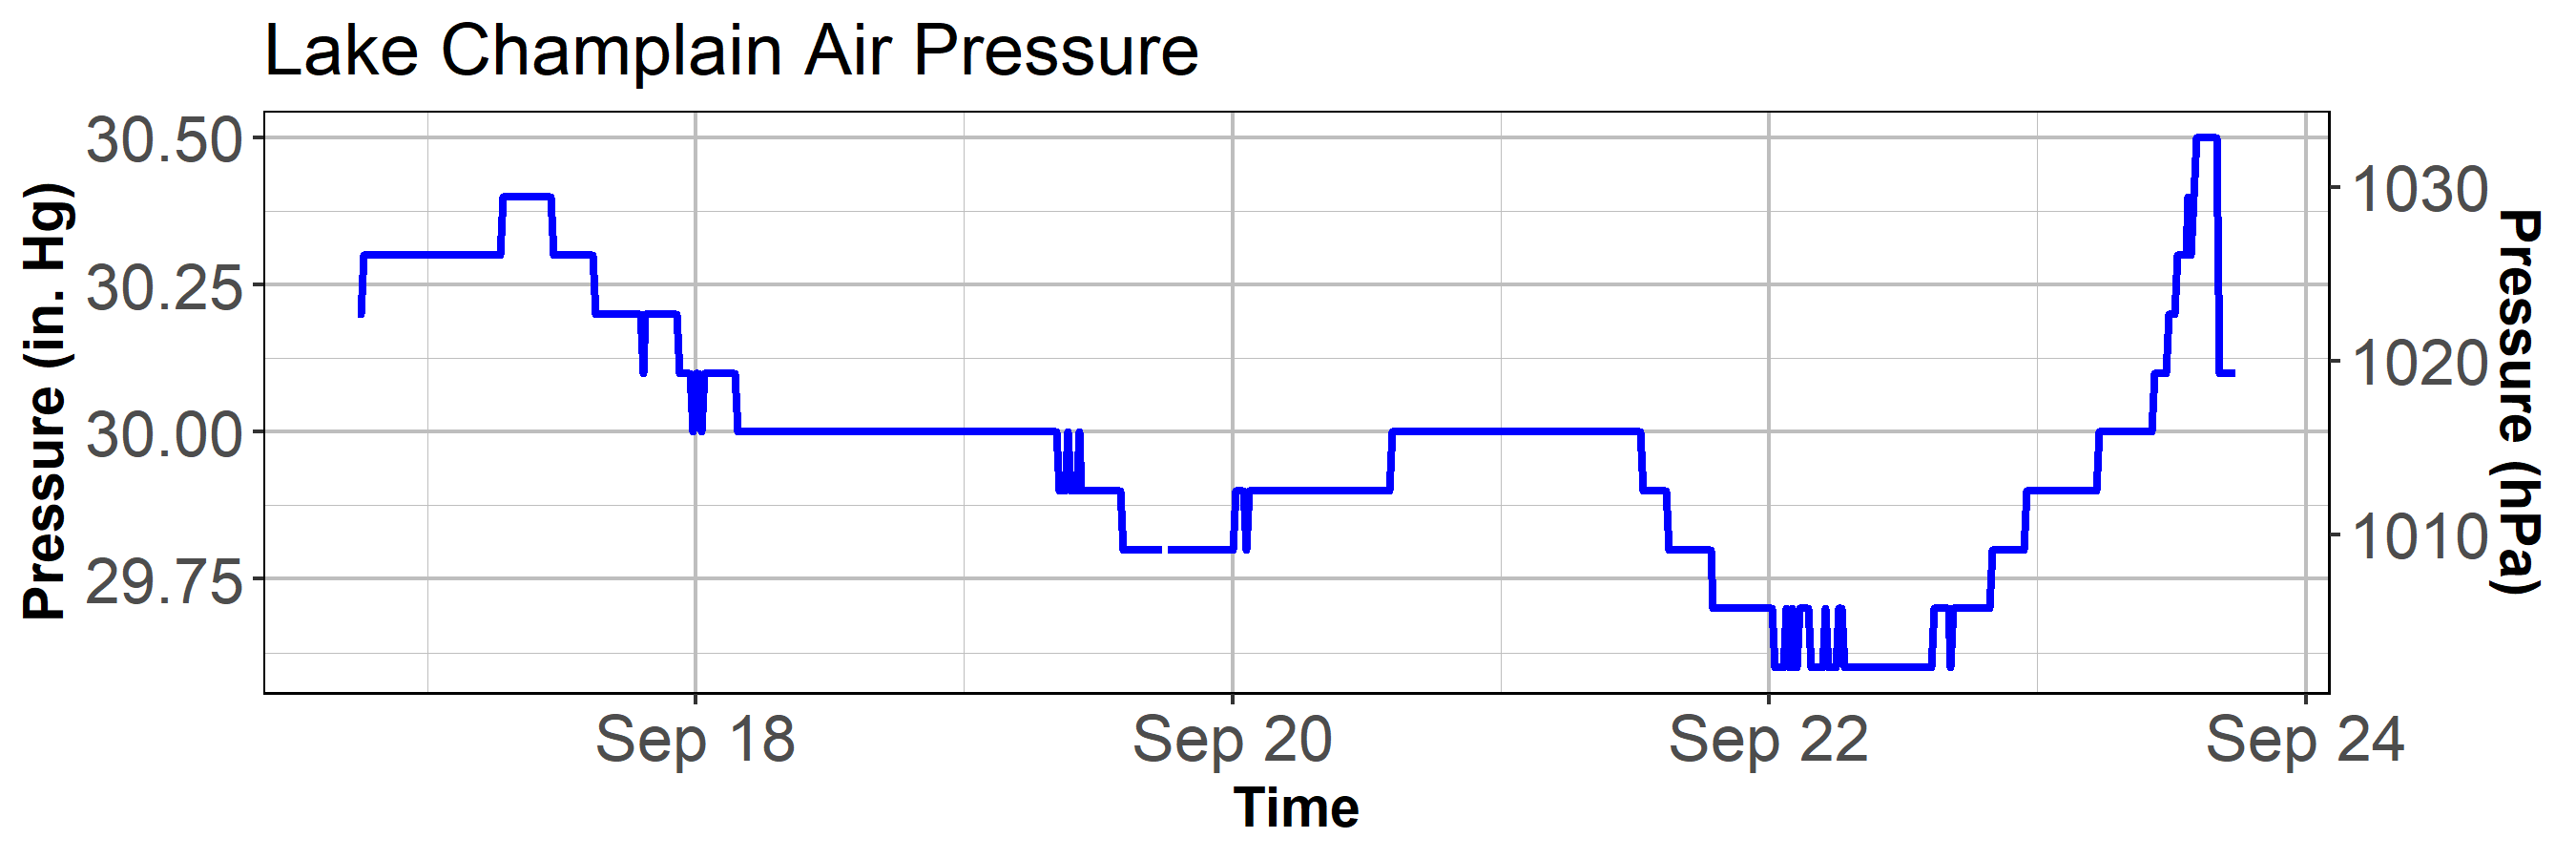 Lake Champlain Air Pressure
Pressure (in. Hg)
30.50
30.25
30.00
29.75
1030
1020
1010
Pressure (hPa)
Sep 18
Sep 20
Sep 22
Sep 24
Time